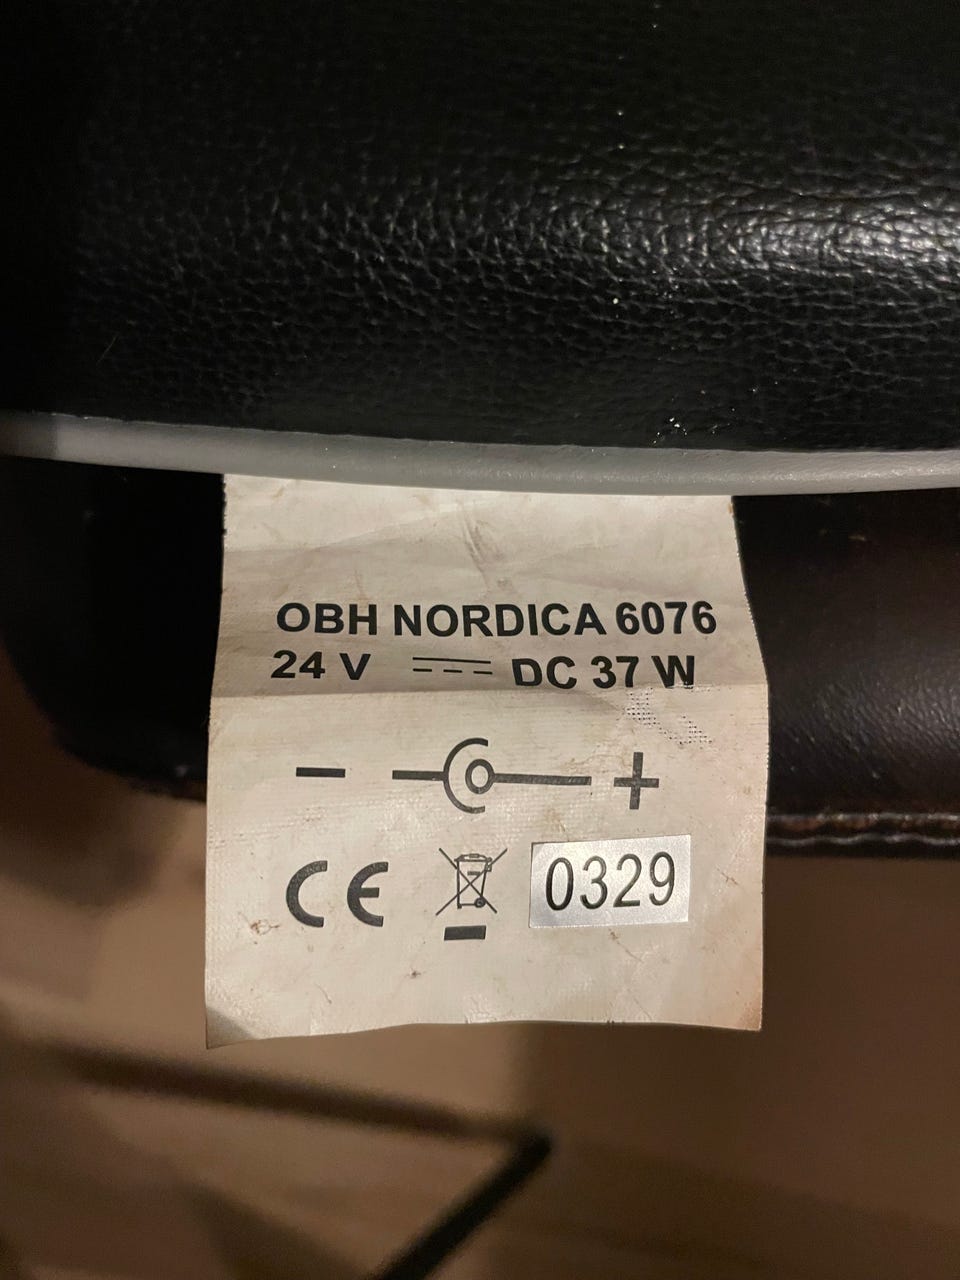 OBH NORDICA 6076
24 V ⎓ DC 37 W
− +
CE 0329